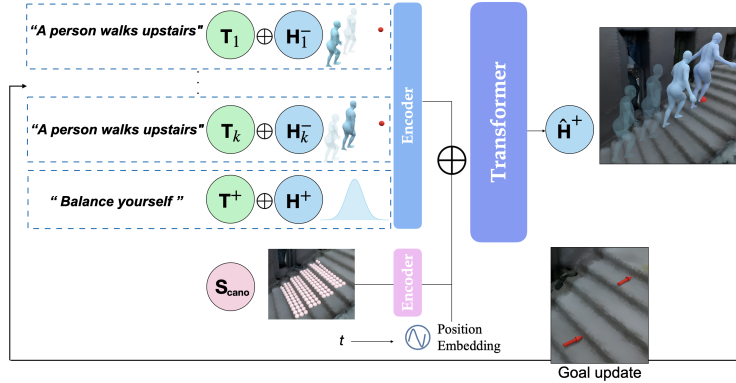 "A person walks upstairs" T₁ ⊕ H₁⁻
"A person walks upstairs" Tₖ ⊕ Hₖ⁻
" Balance yourself " T⁺ ⊕ H⁺
Encoder
Transformer
Ĥ⁺
S_cano
Encoder
t
Position
Embedding
Goal update